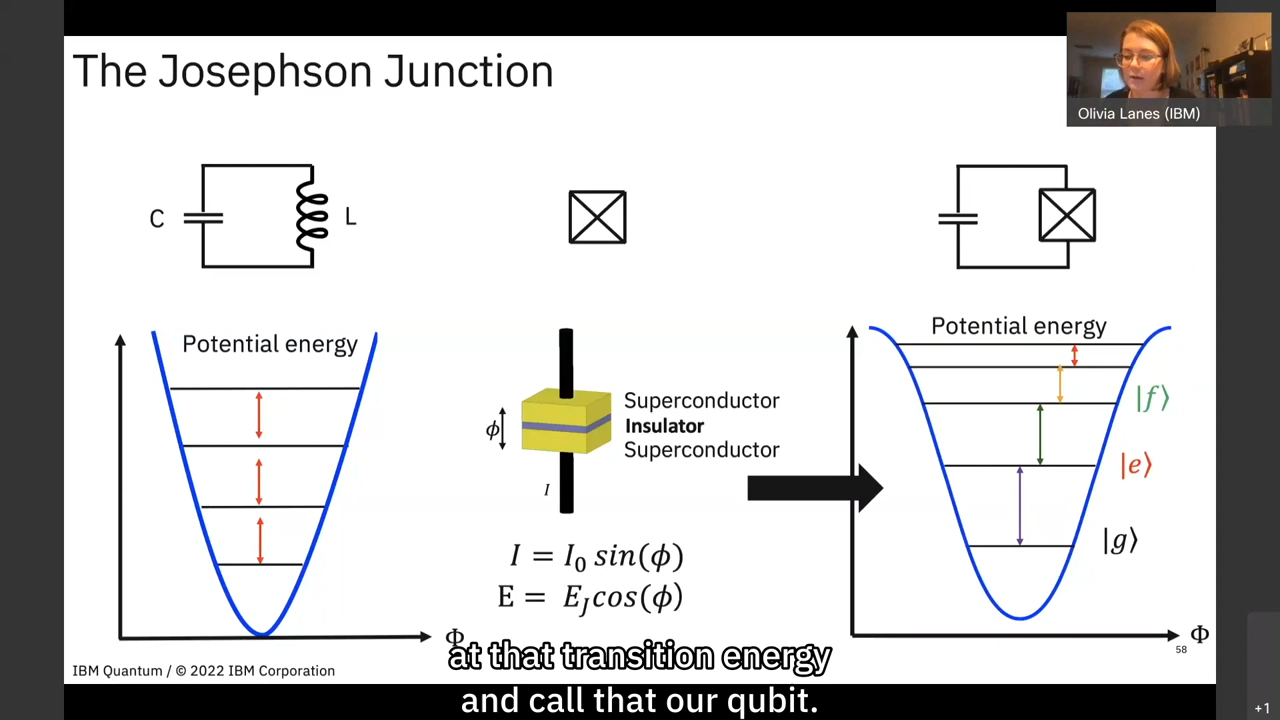 The Josephson Junction
Olivia Lanes (IBM)
C
L
Potential energy
Φ
ϕ
Superconductor
Insulator
Superconductor
I
I = I₀ sin(ϕ)
E = E_J cos(ϕ)
Potential energy
|f⟩
|e⟩
|g⟩
Φ
58
IBM Quantum / © 2022 IBM Corporation
at that transition energy
and call that our qubit.
+1